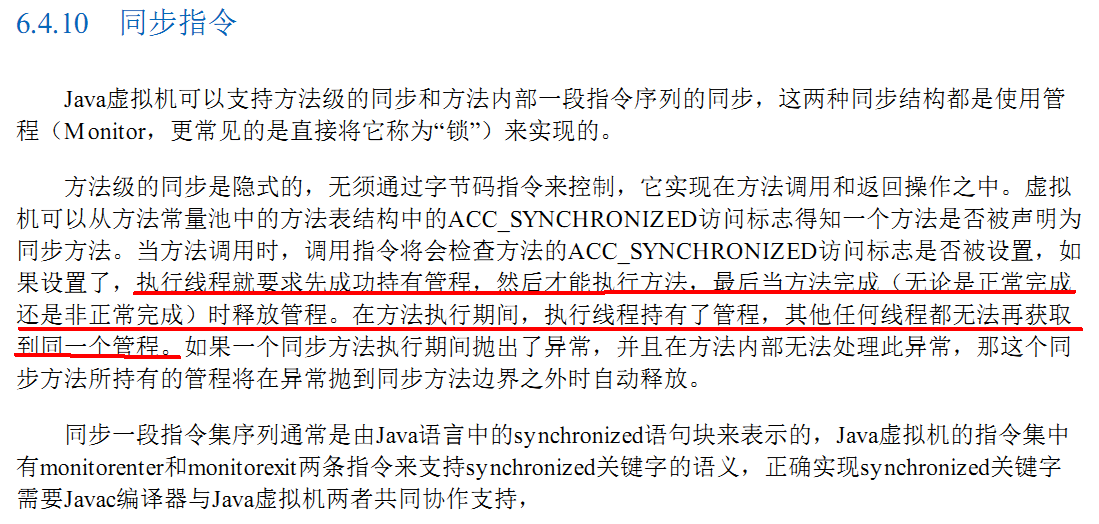 6.4.10 同步指令
Java虚拟机可以支持方法级的同步和方法内部一段指令序列的同步，这两种同步结构都是使用管
程（Monitor，更常见的是直接将它称为“锁”）来实现的。
方法级的同步是隐式的，无须通过字节码指令来控制，它实现在方法调用和返回操作之中。虚拟
机可以从方法常量池中的方法表结构中的ACC_SYNCHRONIZED访问标志得知一个方法是否被声明为
同步方法。当方法调用时，调用指令将会检查方法的ACC_SYNCHRONIZED访问标志是否被设置，如
果设置了，执行线程就要求先成功持有管程，然后才能执行方法，最后当方法完成（无论是正常完成
还是非正常完成）时释放管程。在方法执行期间，执行线程持有了管程，其他任何线程都无法再获取
到同一个管程。如果一个同步方法执行期间抛出了异常，并且在方法内部无法处理此异常，那这个同
步方法所持有的管程将在异常抛到同步方法边界之外时自动释放。
同步一段指令集序列通常是由Java语言中的synchronized语句块来表示的，Java虚拟机的指令集中
有monitorenter和monitorexit两条指令来支持synchronized关键字的语义，正确实现synchronized关键字
需要Javac编译器与Java虚拟机两者共同协作支持，